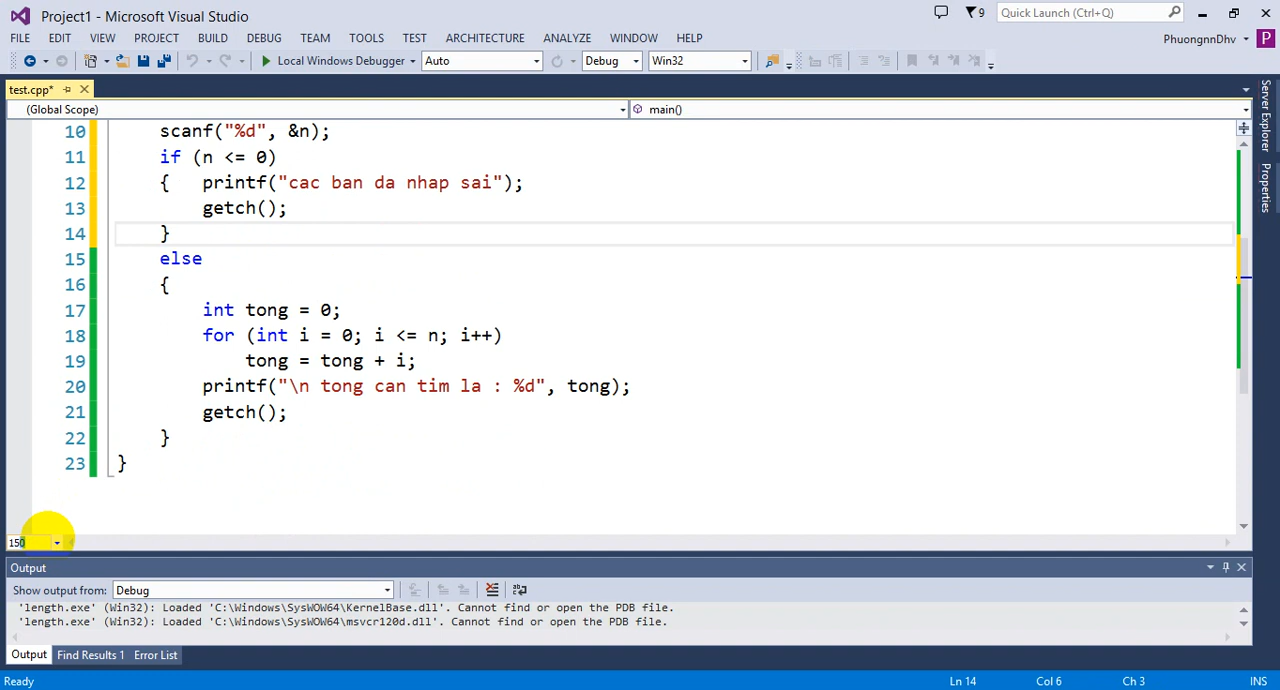 Project1 - Microsoft Visual Studio
9
Quick Launch (Ctrl+Q)
FILE EDIT VIEW PROJECT BUILD DEBUG TEAM TOOLS TEST ARCHITECTURE ANALYZE WINDOW HELP
PhuongnnDhv P
Local Windows Debugger Auto Debug Win32
test.cpp*
(Global Scope) main()
Server Explorer
Properties
10 scanf("%d", &n);
11 if (n <= 0)
12 { printf("cac ban da nhap sai");
13 getch();
14 }
15 else
16 {
17 int tong = 0;
18 for (int i = 0; i <= n; i++)
19 tong = tong + i;
20 printf("\n tong can tim la : %d", tong);
21 getch();
22 }
23 }
150
Output
Show output from: Debug
'length.exe' (Win32): Loaded 'C:\Windows\SysWOW64\KernelBase.dll'. Cannot find or open the PDB file.
'length.exe' (Win32): Loaded 'C:\Windows\SysWOW64\msvcr120d.dll'. Cannot find or open the PDB file.
Output Find Results 1 Error List
Ready Ln 14 Col 6 Ch 3 INS